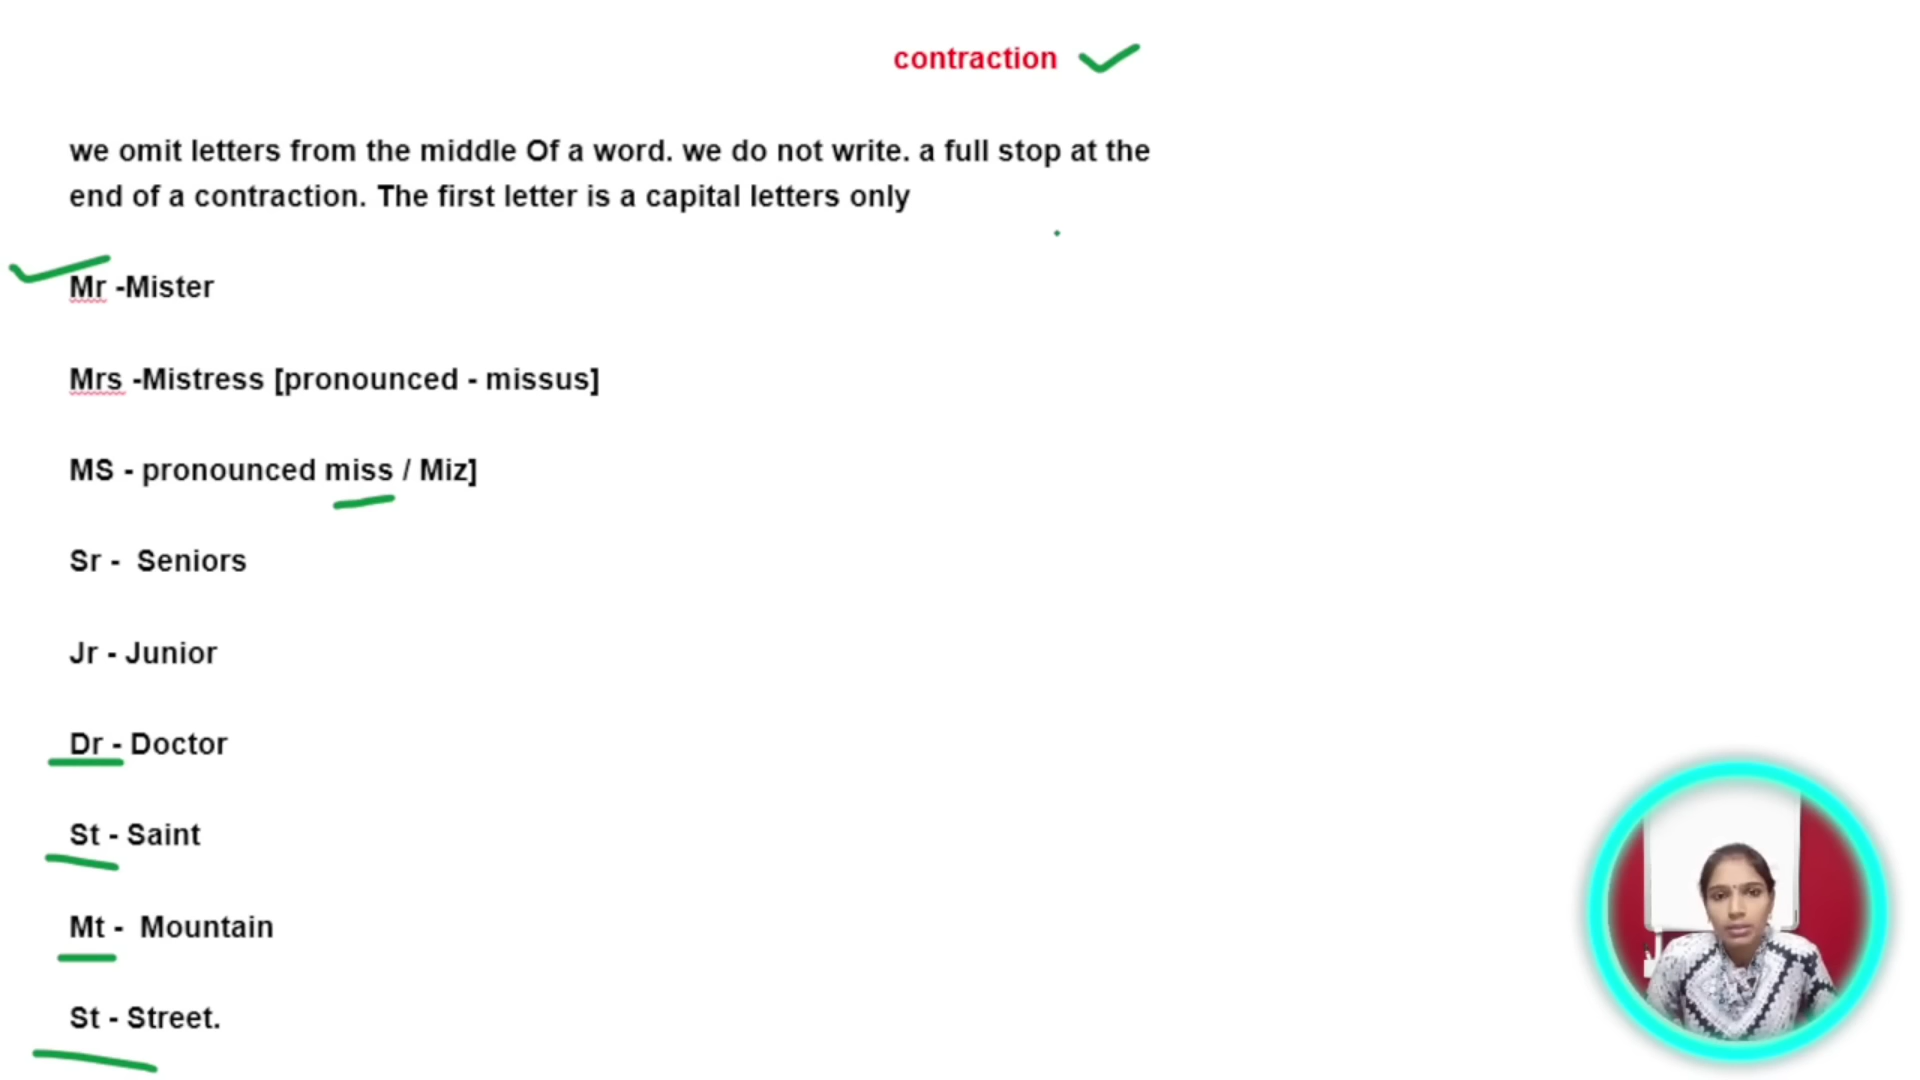 contraction
we omit letters from the middle Of a word. we do not write. a full stop at the
end of a contraction. The first letter is a capital letters only
Mr -Mister
Mrs -Mistress [pronounced - missus]
MS - pronounced miss / Miz]
Sr -  Seniors
Jr - Junior
Dr - Doctor
St - Saint
Mt -  Mountain
St - Street.